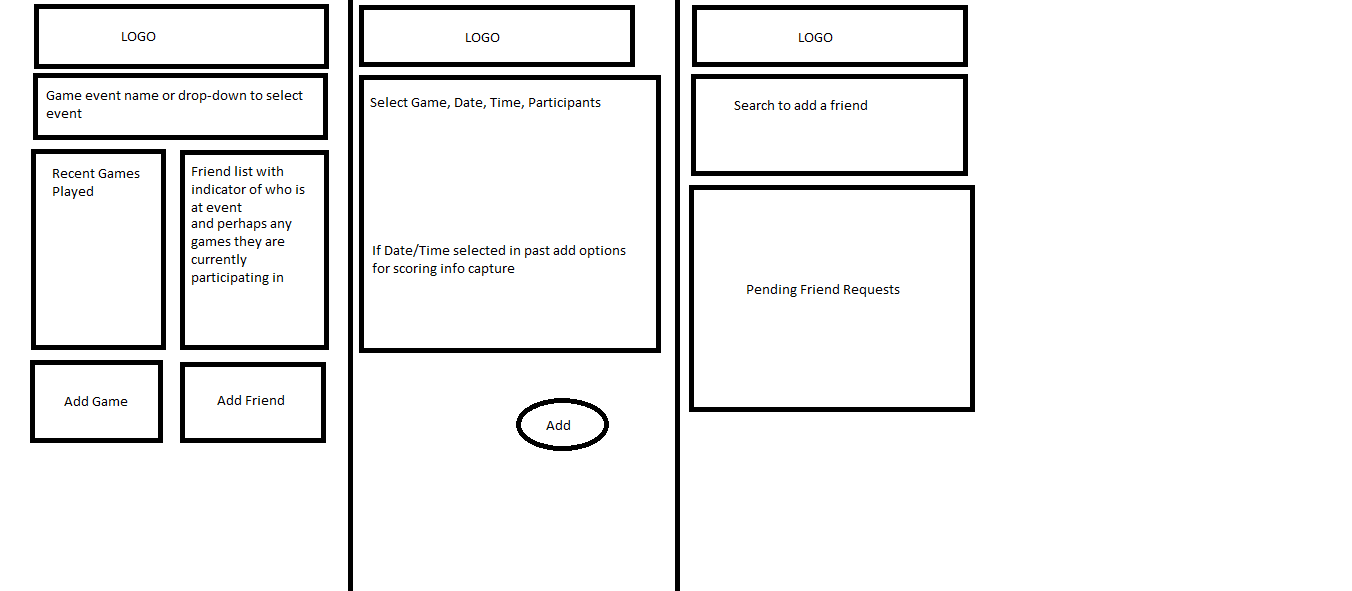 LOGO
Game event name or drop-down to select
event
Recent Games
Played
Friend list with
indicator of who is
at event
and perhaps any
games they are
currently
participating in
Add Game
Add Friend
LOGO
Select Game, Date, Time, Participants
If Date/Time selected in past add options
for scoring info capture
Add
LOGO
Search to add a friend
Pending Friend Requests